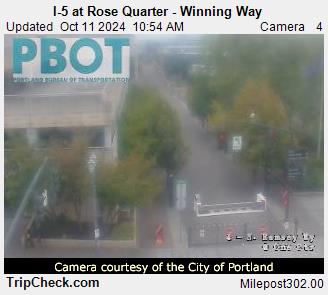 I-5 at Rose Quarter - Winning Way
Updated Oct 11 2024 10:54 AM Camera 4
PBOT
PORTLAND BUREAU OF TRANSPORTATION
Camera courtesy of the City of Portland
TripCheck.com Milepost302.00